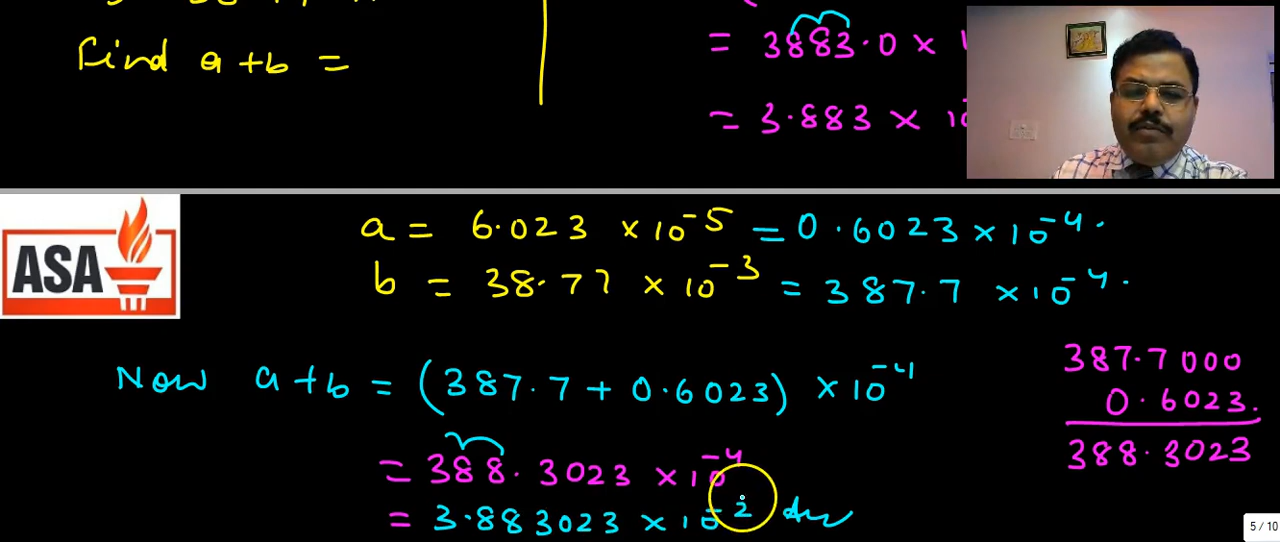 Find a+b =
= 3883.0 ×
= 3.883 × 10
ASA
a = 6.023 × 10⁻⁵ = 0.6023 × 10⁻⁴.
b = 38.77 × 10⁻³ = 387.7 × 10⁻⁴.
Now a+b = (387.7 + 0.6023) × 10⁻⁴
387.7000
0.6023.
388.3023
= 388.3023 × 10⁻⁴
= 3.883023 × 10⁻² Ans
5 / 10